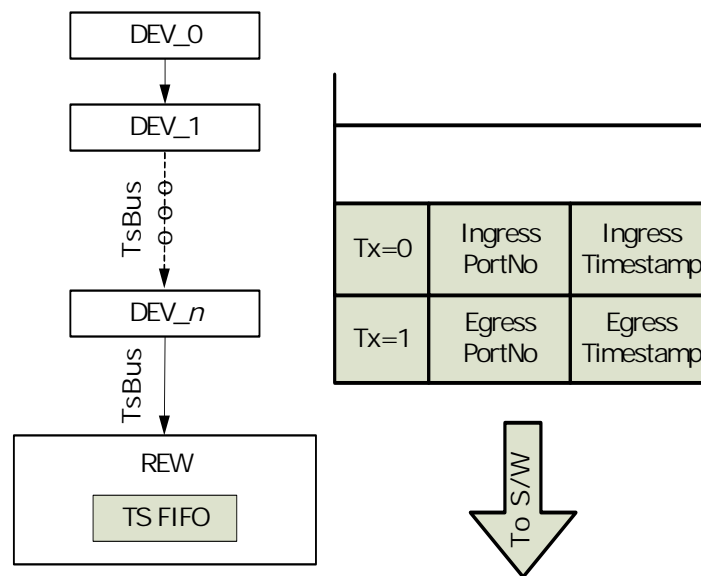 DEV_0
DEV_1
TsBus
DEV_n
TsBus
REW
TS FIFO
Tx=0
Ingress
PortNo
Ingress
Timestamp
Tx=1
Egress
PortNo
Egress
Timestamp
To S/W